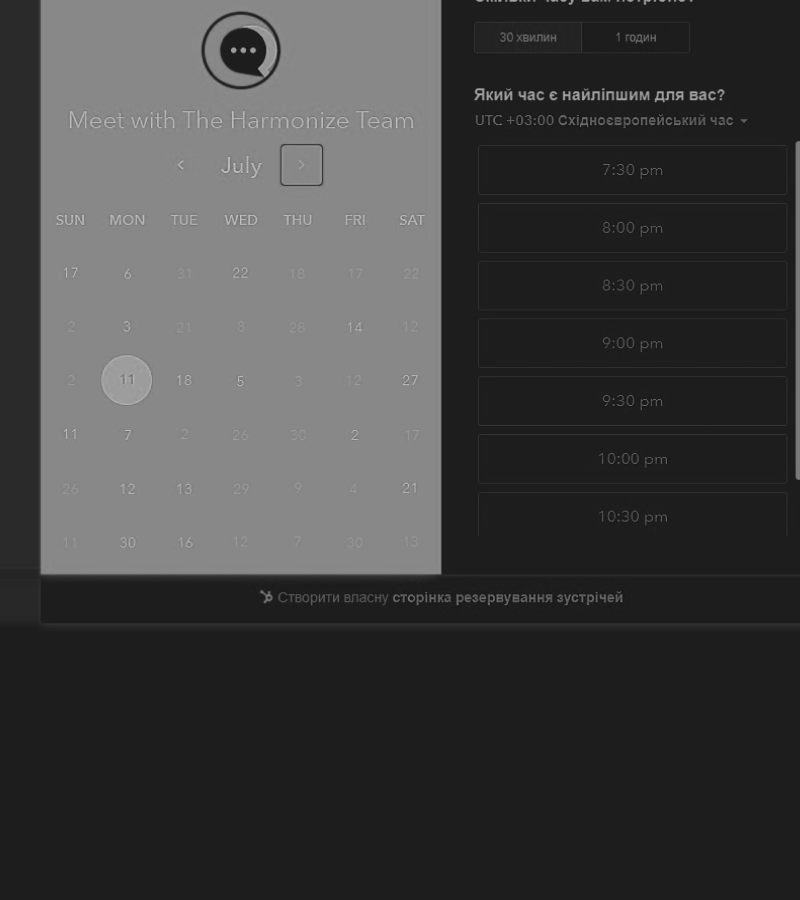 Meet with The Harmonize Team
July
SUN MON TUE WED THU FRI SAT
17 6 31 22 18 17 22
2 3 21 8 28 14 12
2 11 18 5 3 12 27
11 7 2 26 30 2 17
26 12 13 29 9 4 21
11 30 16 12 7 30 13
30 хвилин
1 годин
Який час є найліпшим для вас?
UTC +03:00 Східноєвропейський час
7:30 pm
8:00 pm
8:30 pm
9:00 pm
9:30 pm
10:00 pm
10:30 pm
Створити власну сторінка резервування зустрічей